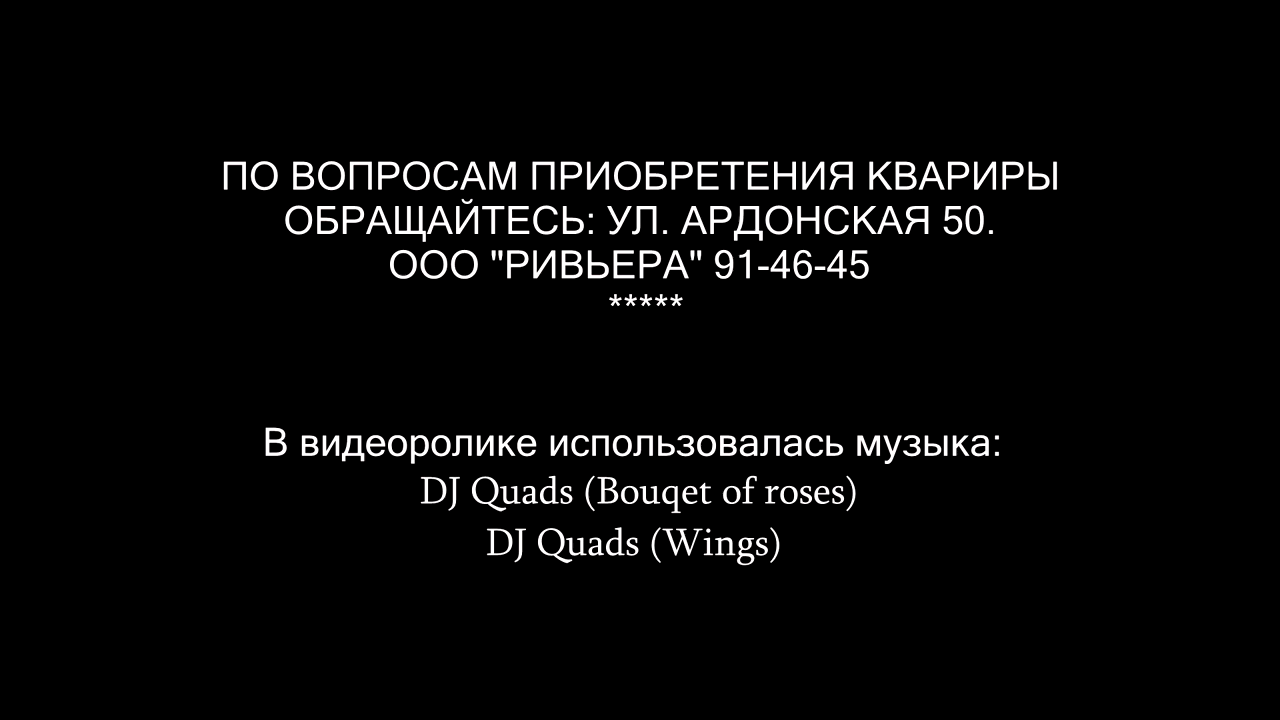 ПО ВОПРОСАМ ПРИОБРЕТЕНИЯ КВАРИРЫ
ОБРАЩАЙТЕСЬ: УЛ. АРДОНСКАЯ 50.
ООО "РИВЬЕРА" 91-46-45
*****
В видеоролике использовалась музыка:
DJ Quads (Bouqet of roses)
DJ Quads (Wings)